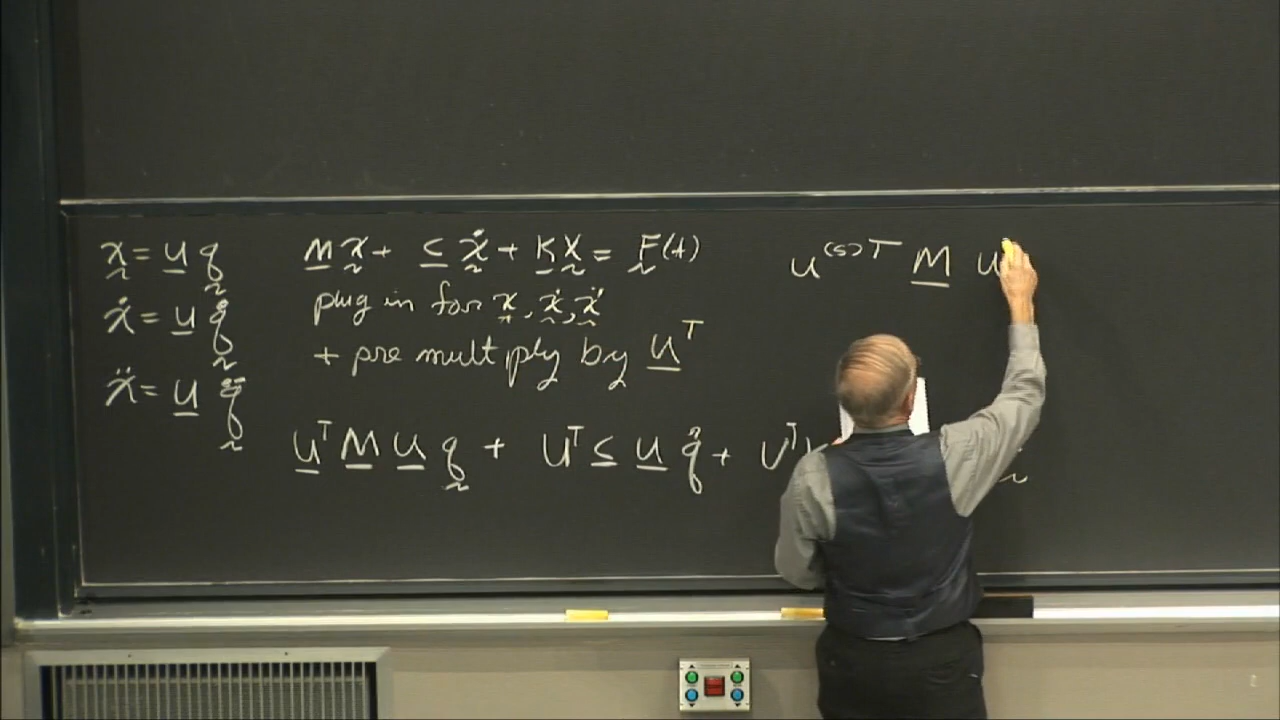 x = u q
ẋ = u q̇
ẍ = u q̈
M x + C ẋ + K x = F(t)
plug in for x, ẋ, ẍ
+ pre multiply by U^T
U^T M U q + U^T C U q̇ + U^T
u^(s)T M u